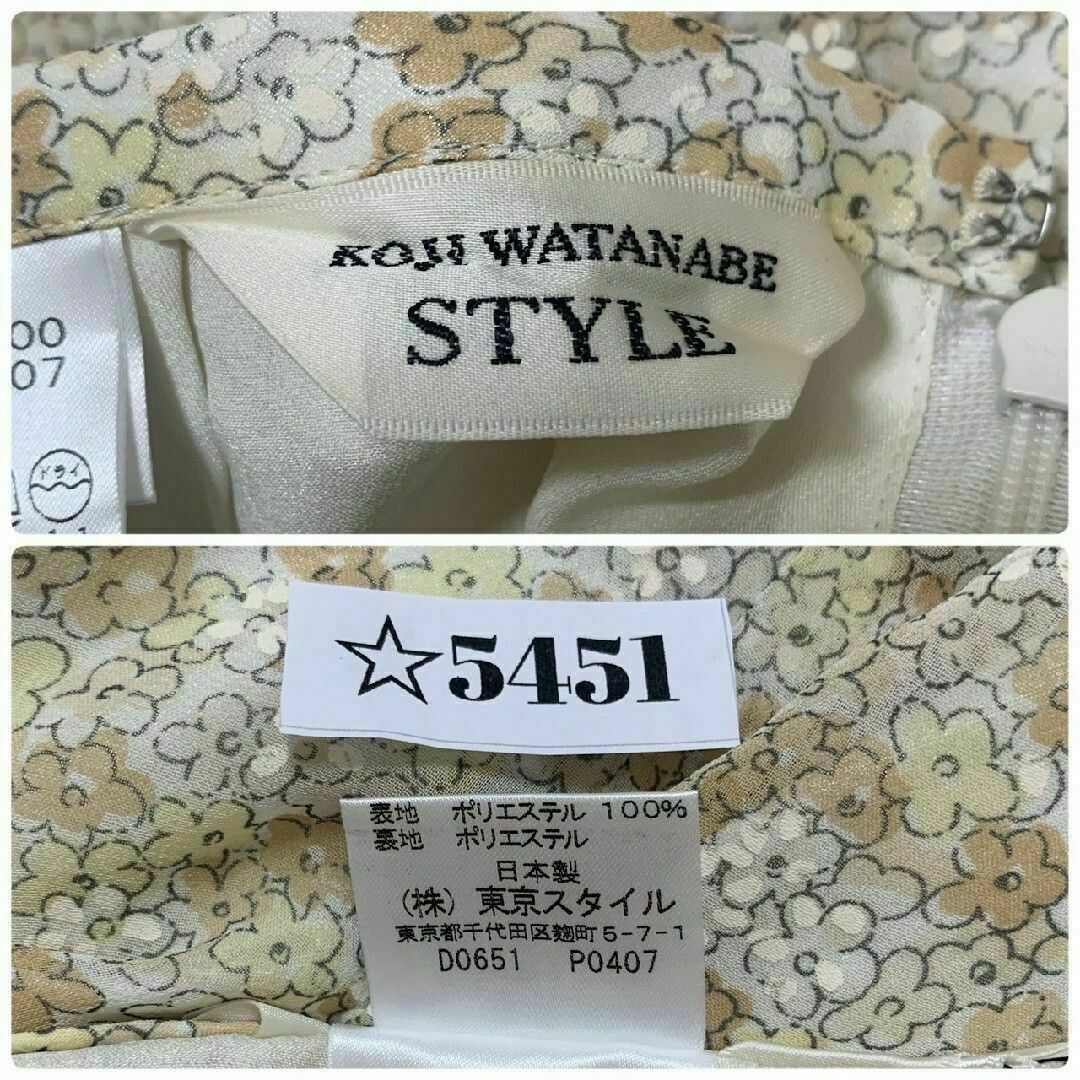 KOJI WATANABE
STYLE
00
07
ドライ
☆5451
表地 ポリエステル 100%
裏地 ポリエステル
日本製
(株) 東京スタイル
東京都千代田区麹町5-7-1
D0651 P0407